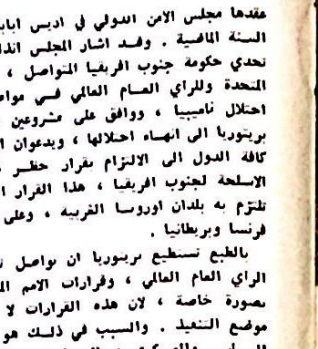 عقدها مجلس الامن الدولي في اديس ابابا
السنة الماضية . وقد اشار المجلس
تحدي حكومة جنوب افريقيا المتواصل ،
المتحدة وللراي العام العالمي في
احتلال ناميبيا ، ووافق على مشروعين
بريتوريا الى انهاء احتلالها ، ويدعوان
كافة الدول الى الالتزام بقرار حظر
الاسلحة لجنوب افريقيا ، هذا القرار
تلتزم به بلدان اوروسا الغربية ، وعلى
فرنسا وبريطانيا .
بالطبع تستطيع بريتوريا ان تواصل
الراي العام العالمي ، وقرارات الامم
بصورة خاصة ، لان هذه القرارات لا
موضع التنفيذ . والسبب في ذلك هو